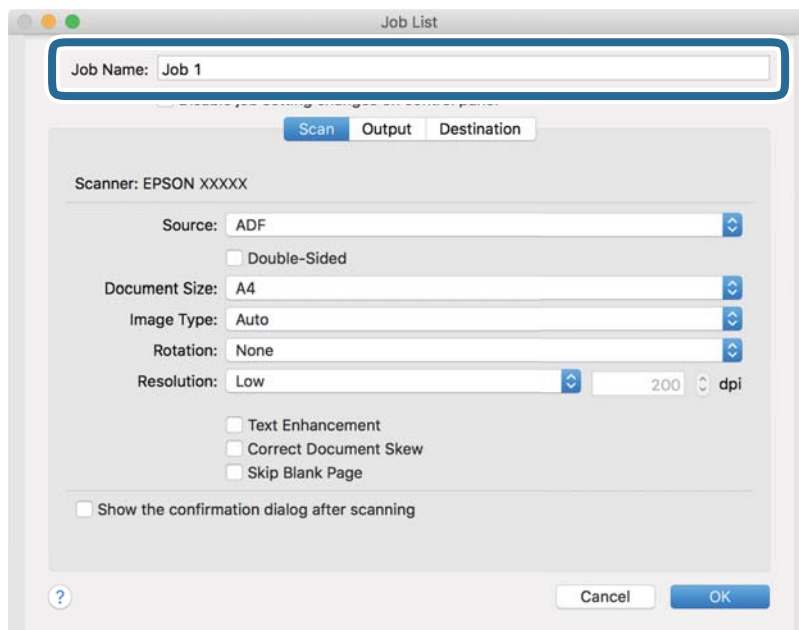 Job List
Job Name: Job 1
Scan Output Destination
Scanner: EPSON XXXXX
Source: ADF
Double-Sided
Document Size: A4
Image Type: Auto
Rotation: None
Resolution: Low 200 dpi
Text Enhancement
Correct Document Skew
Skip Blank Page
Show the confirmation dialog after scanning
? Cancel OK